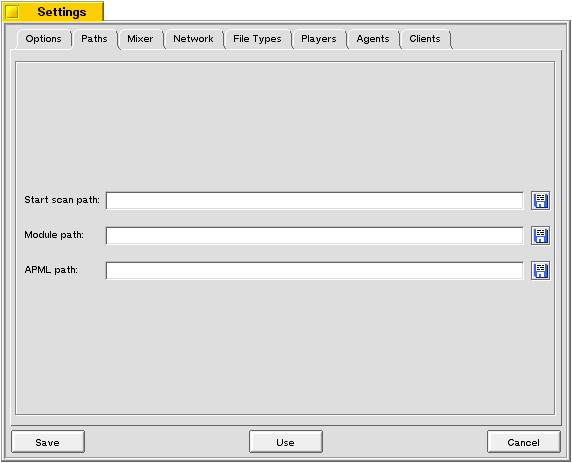 Settings
Options Paths Mixer Network File Types Players Agents Clients
Start scan path:
Module path:
APML path:
Save Use Cancel